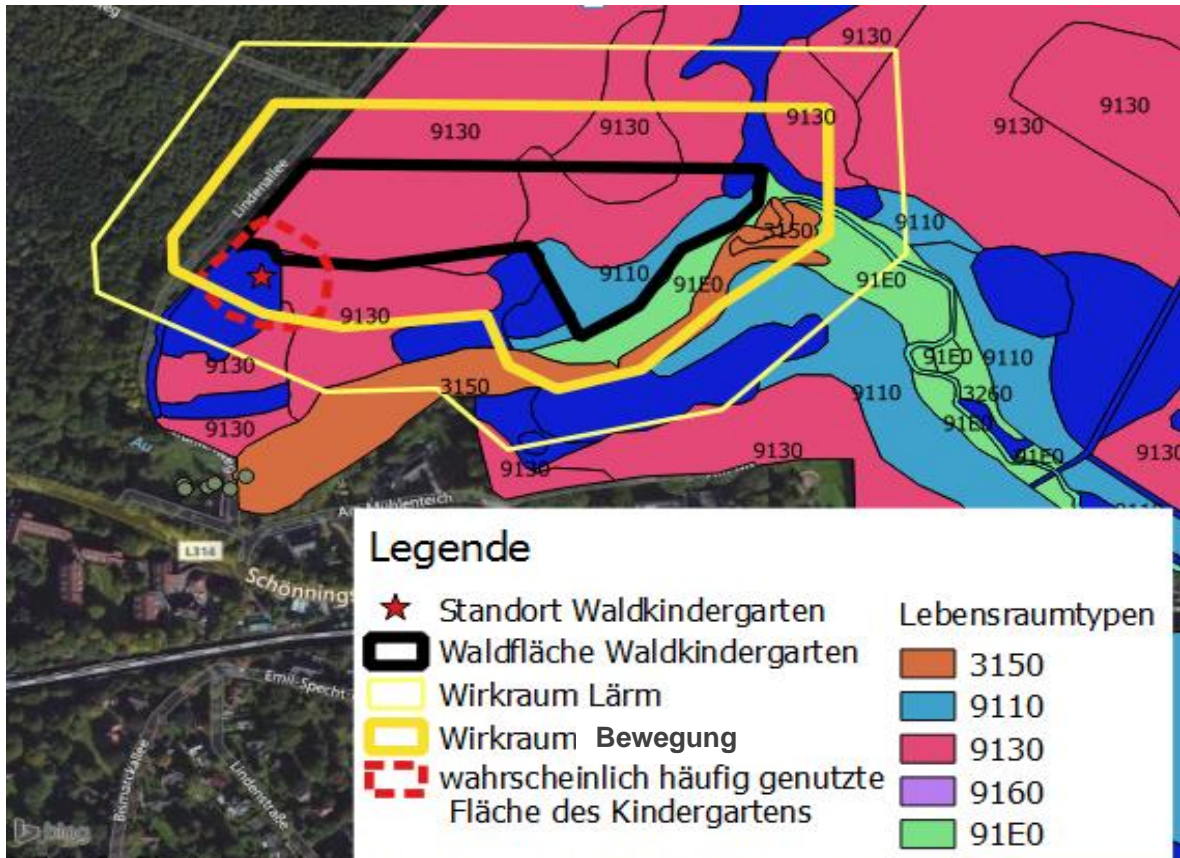 9130
9130
9130
9130
9130
Lindenallee
3150
9110
9110
91E0
91E0
9130
9130
91E0
9110
3150
9110
3260
91E0
9130
Au
9130
9130
91E0
9130
Am Mühlenteich
9110
L314
Schönnings
Emil-Specht-
Bismarckallee
Lindenstraße
bing
Legende
Standort Waldkindergarten
Waldfläche Waldkindergarten
Wirkraum Lärm
Wirkraum Bewegung
wahrscheinlich häufig genutzte
Fläche des Kindergartens
Lebensraumtypen
3150
9110
9130
9160
91E0